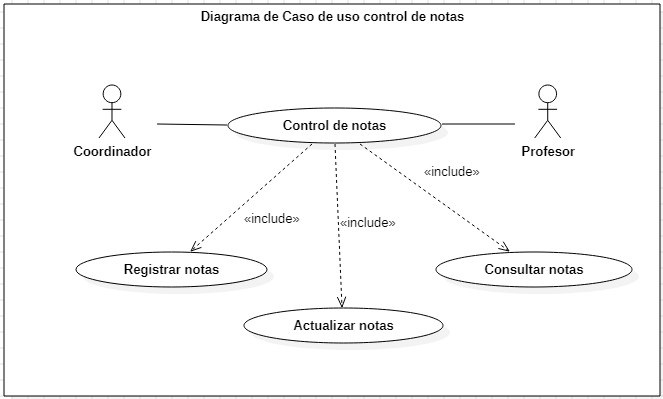 Diagrama de Caso de uso control de notas
Coordinador
Control de notas
Profesor
«include»
«include»
«include»
Registrar notas
Consultar notas
Actualizar notas